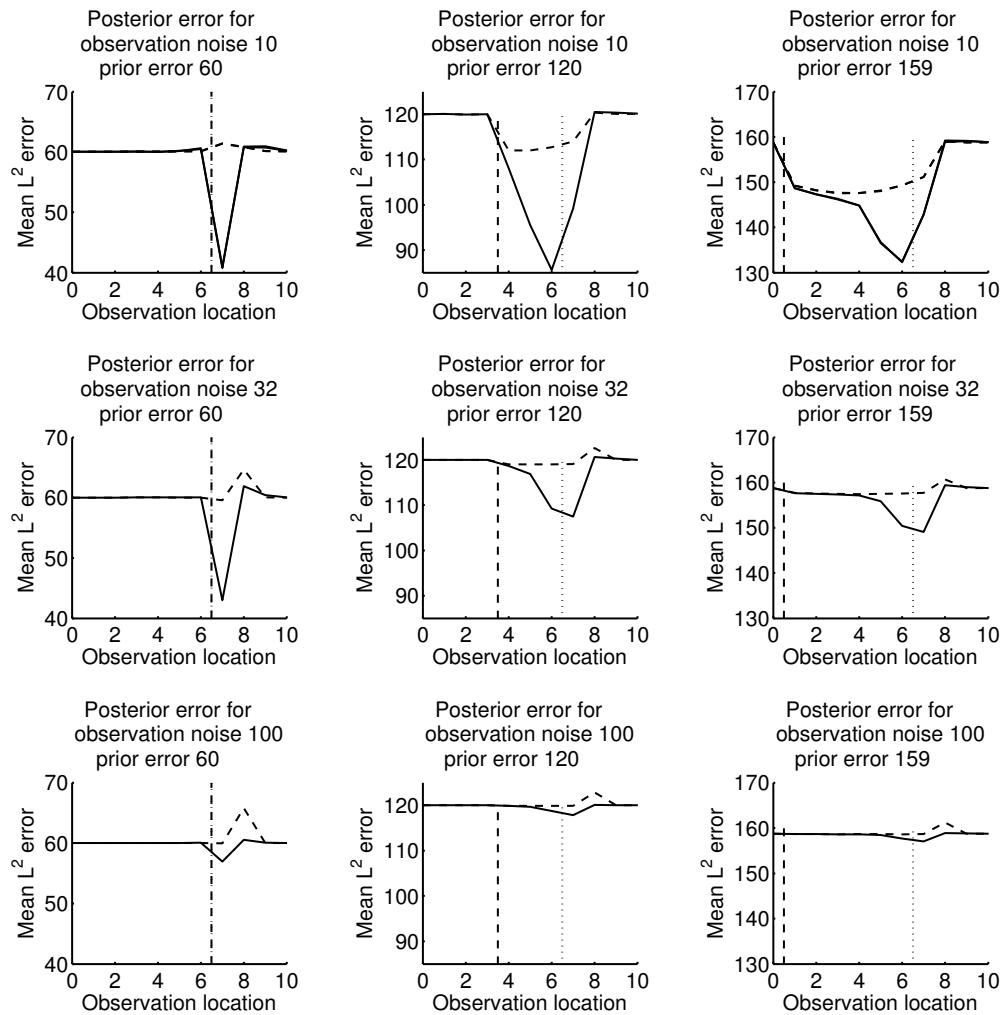 Posterior error for
observation noise 10
prior error 60
70
60
50
40
Mean L² error
0 2 4 6 8 10
Observation location
Posterior error for
observation noise 10
prior error 120
120
110
100
90
Mean L² error
0 2 4 6 8 10
Observation location
Posterior error for
observation noise 10
prior error 159
170
160
150
140
130
Mean L² error
0 2 4 6 8 10
Observation location
Posterior error for
observation noise 32
prior error 60
70
60
50
40
Mean L² error
0 2 4 6 8 10
Observation location
Posterior error for
observation noise 32
prior error 120
120
110
100
90
Mean L² error
0 2 4 6 8 10
Observation location
Posterior error for
observation noise 32
prior error 159
170
160
150
140
130
Mean L² error
0 2 4 6 8 10
Observation location
Posterior error for
observation noise 100
prior error 60
70
60
50
40
Mean L² error
0 2 4 6 8 10
Observation location
Posterior error for
observation noise 100
prior error 120
120
110
100
90
Mean L² error
0 2 4 6 8 10
Observation location
Posterior error for
observation noise 100
prior error 159
170
160
150
140
130
Mean L² error
0 2 4 6 8 10
Observation location